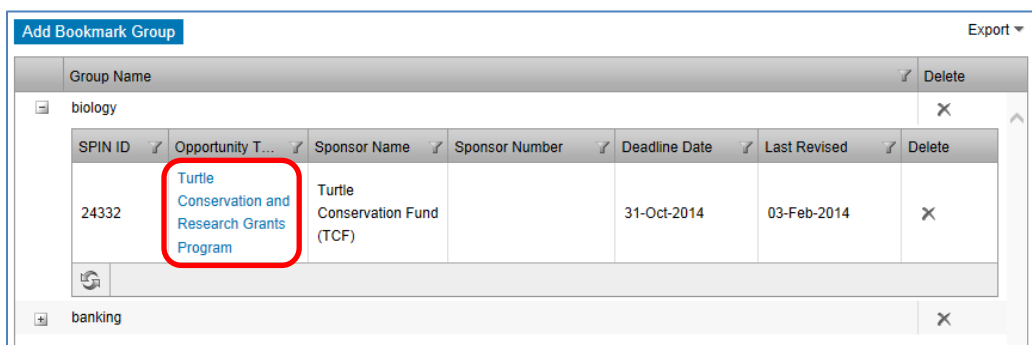 Add Bookmark Group
Export
Group Name
Delete
biology
SPIN ID
Opportunity T...
Sponsor Name
Sponsor Number
Deadline Date
Last Revised
Delete
24332
Turtle
Conservation and
Research Grants
Program
Turtle
Conservation Fund
(TCF)
31-Oct-2014
03-Feb-2014
banking